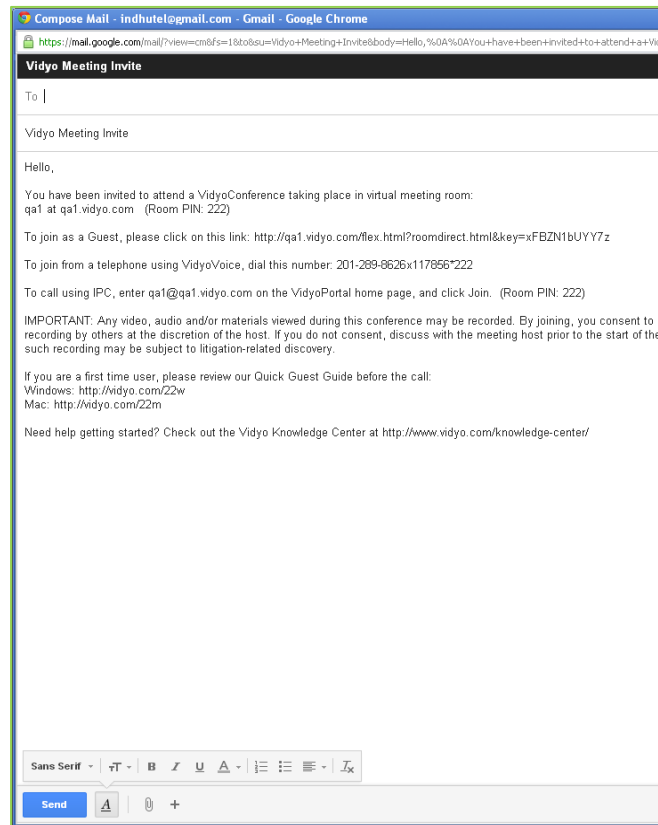 Compose Mail - indhutel@gmail.com - Gmail - Google Chrome
https://mail.google.com/mail/?view=cm&fs=1&to&su=Vidyo+Meeting+Invite&body=Hello,%0A%0AYou+have+been+invited+to+attend+a+Vi
Vidyo Meeting Invite
To
Vidyo Meeting Invite
Hello,
You have been invited to attend a VidyoConference taking place in virtual meeting room:
qa1 at qa1.vidyo.com (Room PIN: 222)
To join as a Guest, please click on this link: http://qa1.vidyo.com/flex.html?roomdirect.html&key=xFBZN1bUYY7z
To join from a telephone using VidyoVoice, dial this number: 201-289-8626x117856*222
To call using IPC, enter qa1@qa1.vidyo.com on the VidyoPortal home page, and click Join. (Room PIN: 222)
IMPORTANT: Any video, audio and/or materials viewed during this conference may be recorded. By joining, you consent to
recording by others at the discretion of the host. If you do not consent, discuss with the meeting host prior to the start of the
such recording may be subject to litigation-related discovery.
If you are a first time user, please review our Quick Guest Guide before the call:
Windows: http://vidyo.com/22w
Mac: http://vidyo.com/22m
Need help getting started? Check out the Vidyo Knowledge Center at http://www.vidyo.com/knowledge-center/
Sans Serif TT B I U A Tx
Send A +